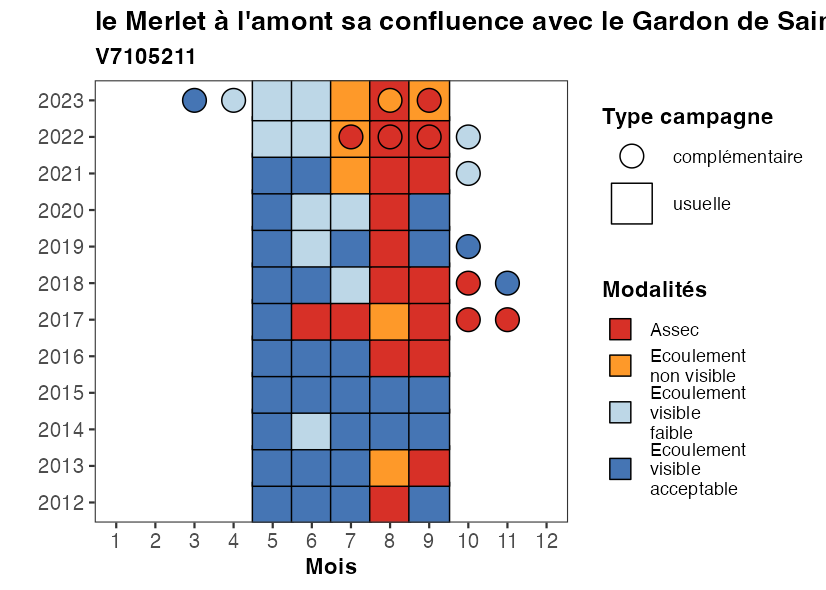 le Merlet à l'amont sa confluence avec le Gardon de Sain
V7105211
2023
2022
2021
2020
2019
2018
2017
2016
2015
2014
2013
2012
1 2 3 4 5 6 7 8 9 10 11 12
Mois
Type campagne
complémentaire
usuelle
Modalités
Assec
Ecoulement
non visible
Ecoulement
visible
faible
Ecoulement
visible
acceptable